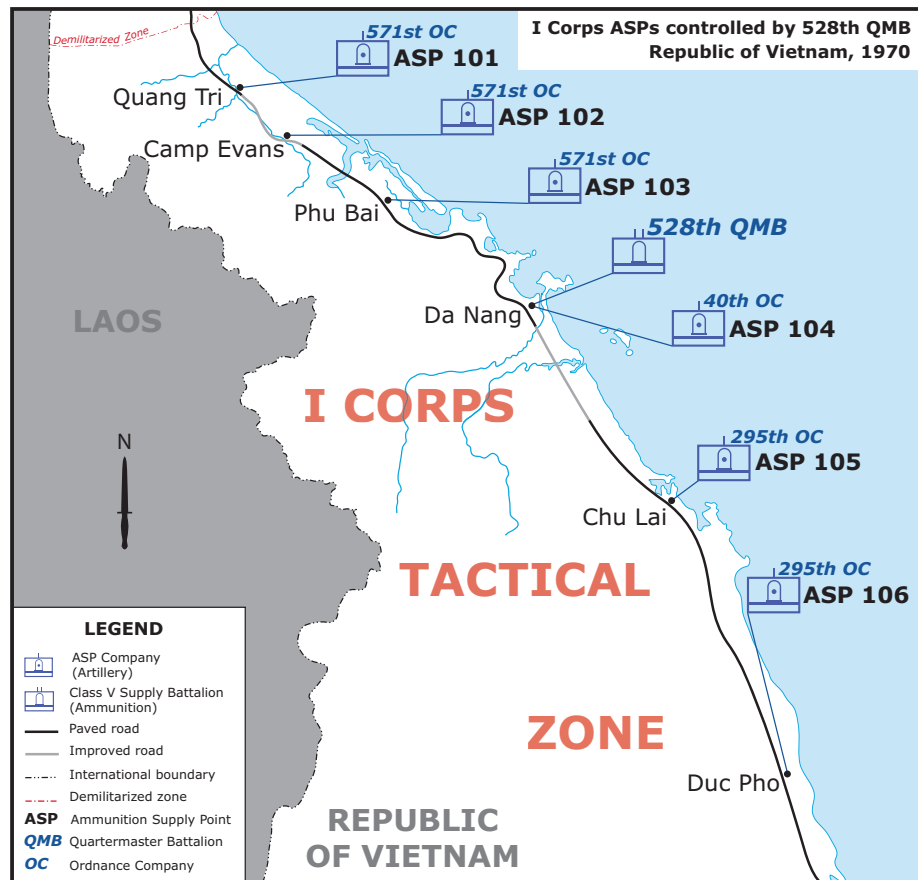 I Corps ASPs controlled by 528th QMB
Republic of Vietnam, 1970
Demilitarized Zone
571st OC
ASP 101
Quang Tri
571st OC
ASP 102
Camp Evans
571st OC
ASP 103
Phu Bai
528th QMB
40th OC
ASP 104
Da Nang
LAOS
I CORPS
N
295th OC
ASP 105
Chu Lai
TACTICAL
295th OC
ASP 106
ZONE
Duc Pho
REPUBLIC
OF VIETNAM
LEGEND
ASP Company
(Artillery)
Class V Supply Battalion
(Ammunition)
Paved road
Improved road
International boundary
Demilitarized zone
ASP Ammunition Supply Point
QMB Quartermaster Battalion
OC Ordnance Company